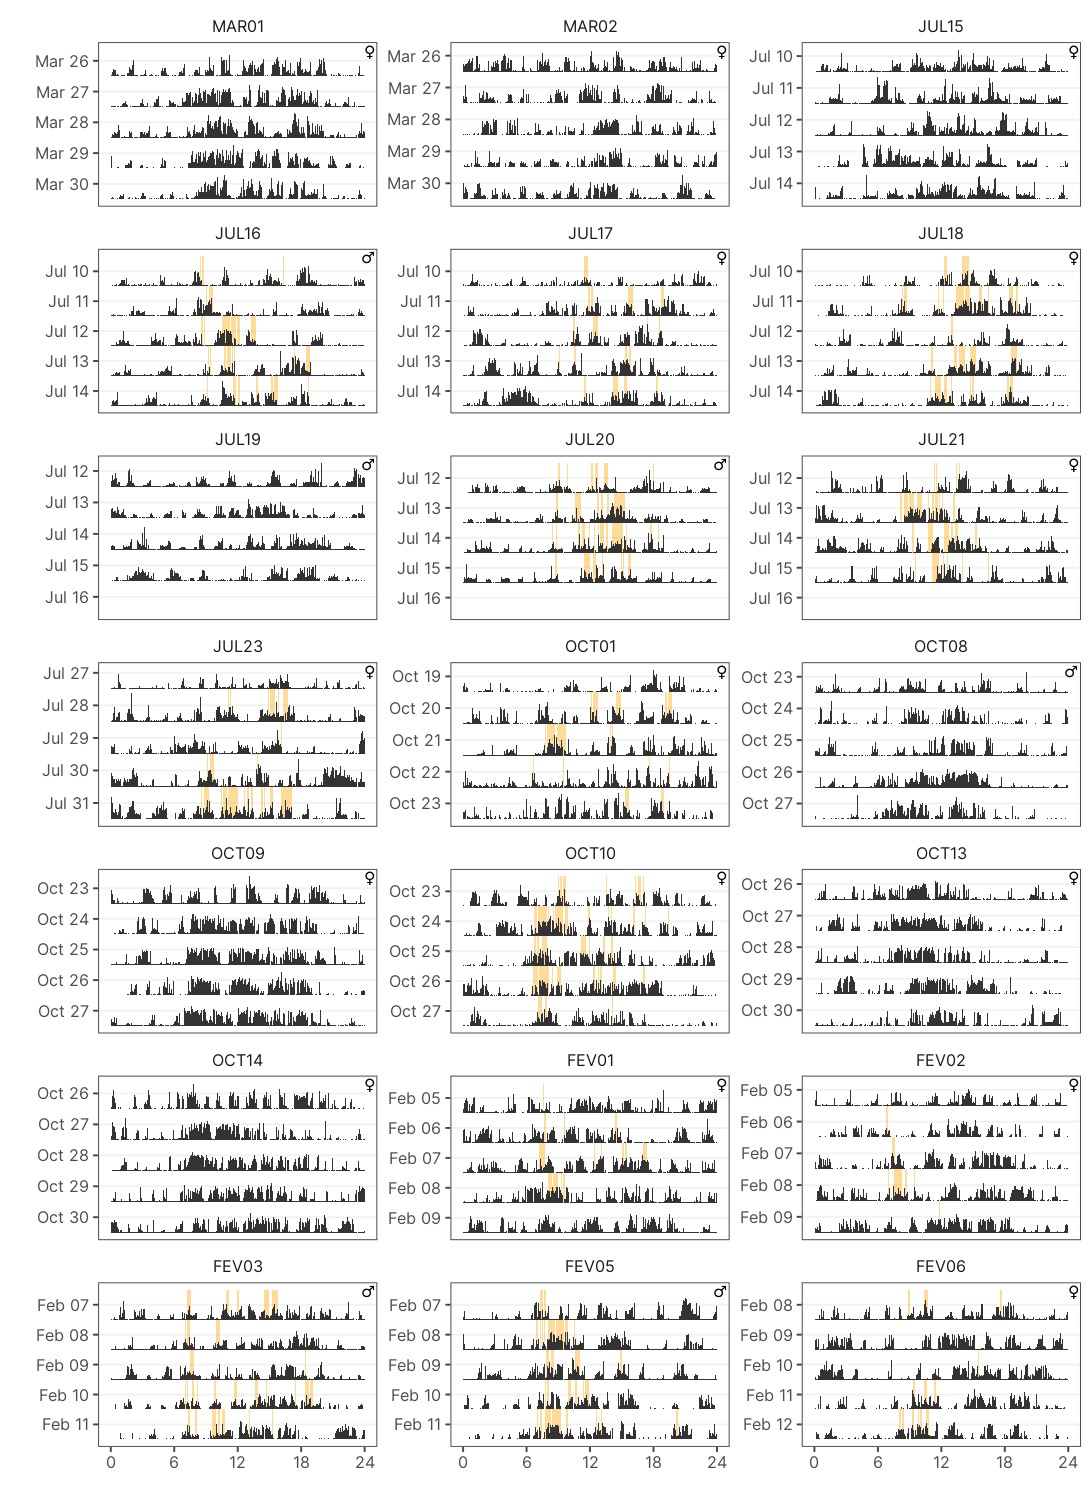 MAR01 MAR02 JUL15
♀ ♀ ♀
Mar 26 Mar 26 Jul 10
Mar 27 Mar 27 Jul 11
Mar 28 Mar 28 Jul 12
Mar 29 Mar 29 Jul 13
Mar 30 Mar 30 Jul 14
JUL16 JUL17 JUL18
♂ ♀ ♀
Jul 10 Jul 10 Jul 10
Jul 11 Jul 11 Jul 11
Jul 12 Jul 12 Jul 12
Jul 13 Jul 13 Jul 13
Jul 14 Jul 14 Jul 14
JUL19 JUL20 JUL21
♂ ♂ ♀
Jul 12 Jul 12 Jul 12
Jul 13 Jul 13 Jul 13
Jul 14 Jul 14 Jul 14
Jul 15 Jul 15 Jul 15
Jul 16 Jul 16 Jul 16
JUL23 OCT01 OCT08
♀ ♀ ♂
Jul 27 Oct 19 Oct 23
Jul 28 Oct 20 Oct 24
Jul 29 Oct 21 Oct 25
Jul 30 Oct 22 Oct 26
Jul 31 Oct 23 Oct 27
OCT09 OCT10 OCT13
♀ ♀ ♀
Oct 23 Oct 23 Oct 26
Oct 24 Oct 24 Oct 27
Oct 25 Oct 25 Oct 28
Oct 26 Oct 26 Oct 29
Oct 27 Oct 27 Oct 30
OCT14 FEV01 FEV02
♀ ♀ ♀
Oct 26 Feb 05 Feb 05
Oct 27 Feb 06 Feb 06
Oct 28 Feb 07 Feb 07
Oct 29 Feb 08 Feb 08
Oct 30 Feb 09 Feb 09
FEV03 FEV05 FEV06
♂ ♂ ♀
Feb 07 Feb 07 Feb 08
Feb 08 Feb 08 Feb 09
Feb 09 Feb 09 Feb 10
Feb 10 Feb 10 Feb 11
Feb 11 Feb 11 Feb 12
0 6 12 18 24 0 6 12 18 24 0 6 12 18 24